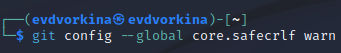 ┌──(evdvorkina㉿evdvorkina)-[~]
└─$ git config --global core.safecrlf warn